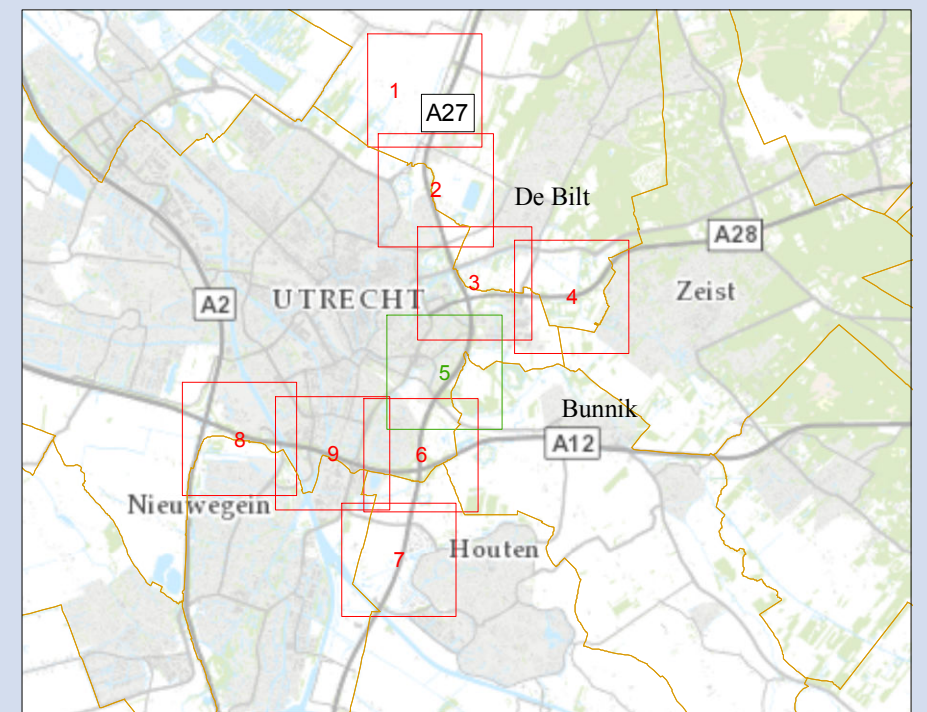 1
A27
2
De Bilt
A28
3
4
Zeist
A2
UTRECHT
5
Bunnik
8
9
6
A12
Nieuwegein
7
Houten